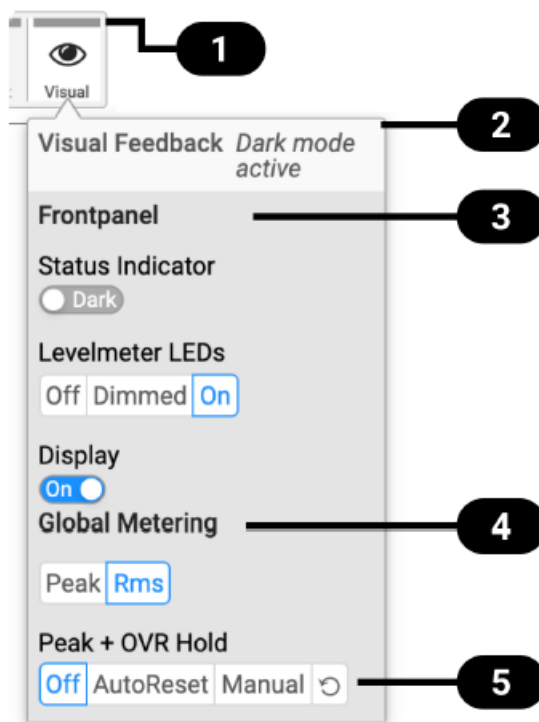 1
Visual
2
Visual Feedback Dark mode
active
Frontpanel
3
Status Indicator
Dark
Levelmeter LEDs
Off Dimmed On
Display
On
Global Metering
4
Peak Rms
Peak + OVR Hold
Off AutoReset Manual
5